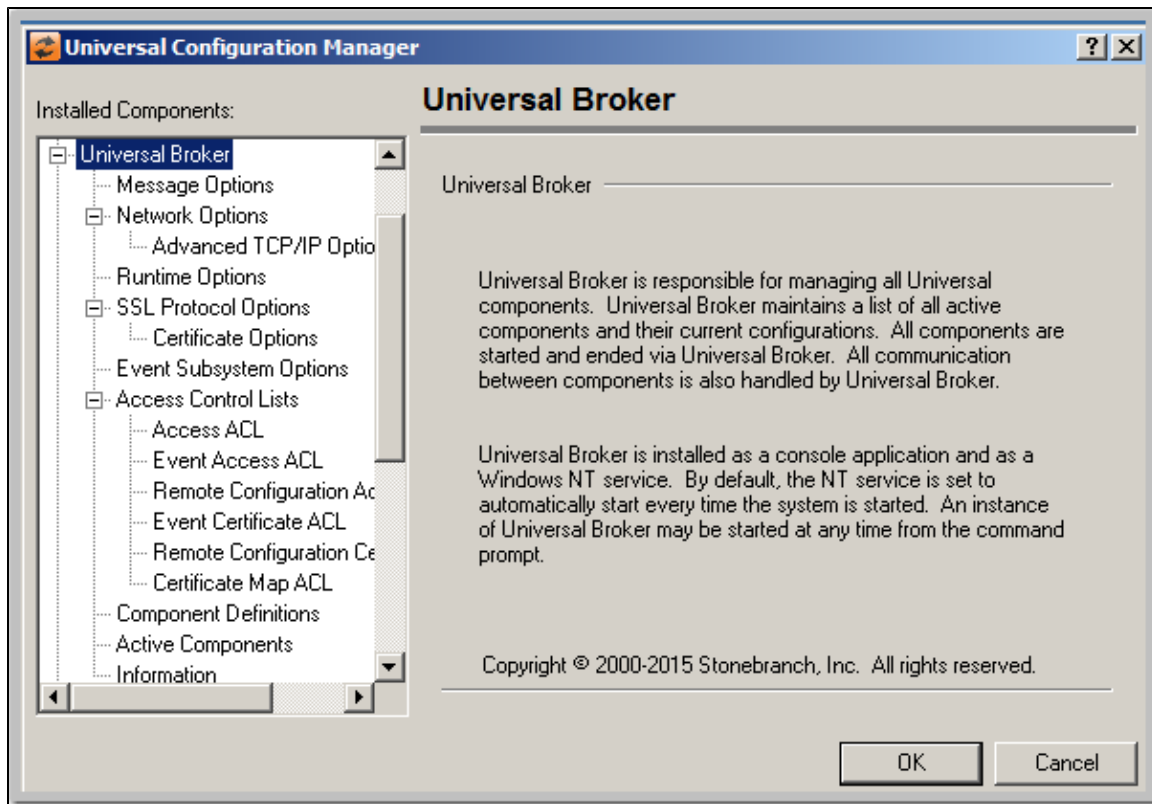 Universal Configuration Manager
Installed Components:
Universal Broker
Message Options
Network Options
Advanced TCP/IP Optio
Runtime Options
SSL Protocol Options
Certificate Options
Event Subsystem Options
Access Control Lists
Access ACL
Event Access ACL
Remote Configuration Ac
Event Certificate ACL
Remote Configuration Ce
Certificate Map ACL
Component Definitions
Active Components
Information
Universal Broker
Universal Broker
Universal Broker is responsible for managing all Universal
components. Universal Broker maintains a list of all active
components and their current configurations. All components are
started and ended via Universal Broker. All communication
between components is also handled by Universal Broker.
Universal Broker is installed as a console application and as a
Windows NT service. By default, the NT service is set to
automatically start every time the system is started. An instance
of Universal Broker may be started at any time from the command
prompt.
Copyright © 2000-2015 Stonebranch, Inc. All rights reserved.
OK
Cancel